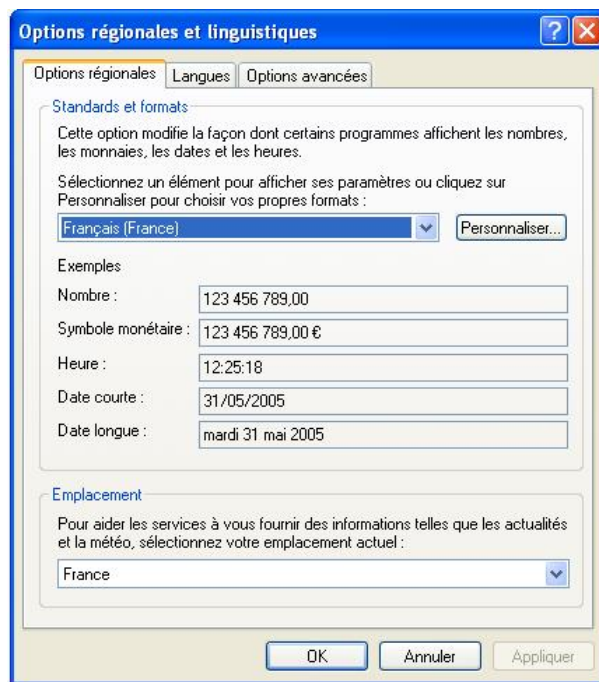 Options régionales et linguistiques
Options régionales Langues Options avancées
Standards et formats
Cette option modifie la façon dont certains programmes affichent les nombres,
les monnaies, les dates et les heures.
Sélectionnez un élément pour afficher ses paramètres ou cliquez sur
Personnaliser pour choisir vos propres formats :
Français (France) Personnaliser...
Exemples
Nombre : 123 456 789,00
Symbole monétaire : 123 456 789,00 €
Heure : 12:25:18
Date courte : 31/05/2005
Date longue : mardi 31 mai 2005
Emplacement
Pour aider les services à vous fournir des informations telles que les actualités
et la météo, sélectionnez votre emplacement actuel :
France
OK Annuler Appliquer